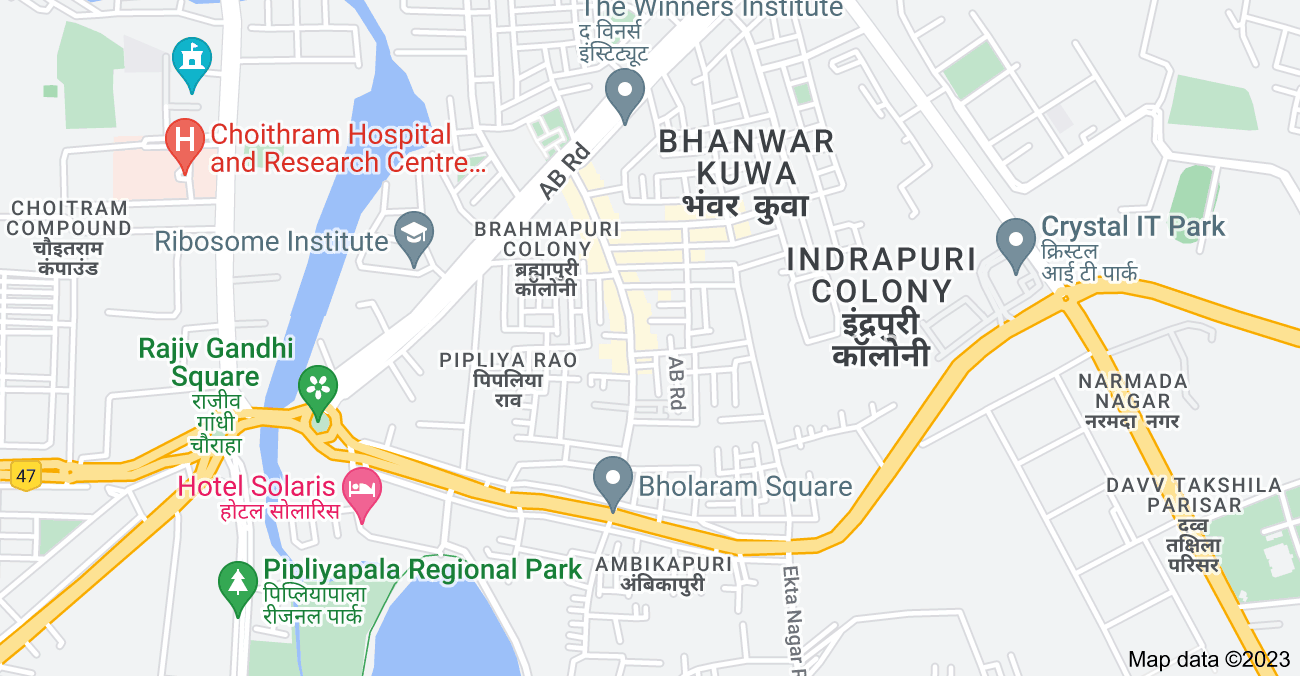 The Winners Institute
द विनर्स
इंस्टिट्यूट
Choithram Hospital
and Research Centre...
BHANWAR
KUWA
भंवर कुवा
AB Rd
CHOITRAM
COMPOUND
चौइतराम
कंपाउंड
Ribosome Institute
BRAHMAPURI
COLONY
ब्रह्मापुरी
कॉलोनी
Crystal IT Park
क्रिस्टल
आई टी पार्क
INDRAPURI
COLONY
इंद्रपुरी
कॉलोनी
Rajiv Gandhi
Square
राजीव
गांधी
चौराहा
PIPLIYA RAO
पिपलिया
राव
AB Rd
NARMADA
NAGAR
नरमदा नगर
47
Hotel Solaris
होटल सोलारिस
Bholaram Square
DAVV TAKSHILA
PARISAR
दव्व
तक्षिला
परिसर
Pipliyapala Regional Park
पिप्लियापाला
रीजनल पार्क
AMBIKAPURI
अंबिकापुरी
Ekta Nagar R
Map data ©2023